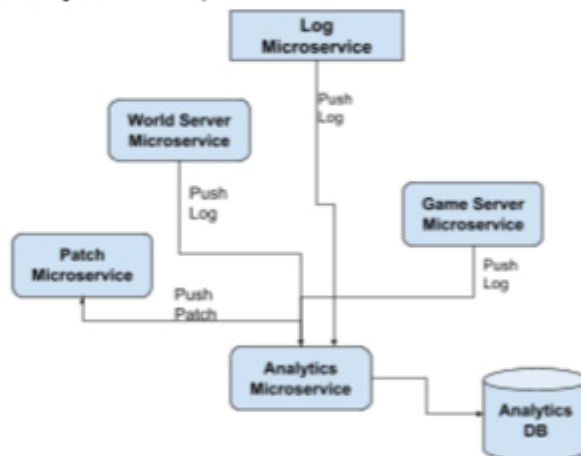 Log
Microservice
Push
Log
World Server
Microservice
Push
Log
Game Server
Microservice
Patch
Microservice
Push
Log
Push
Patch
Analytics
Microservice
Analytics
DB